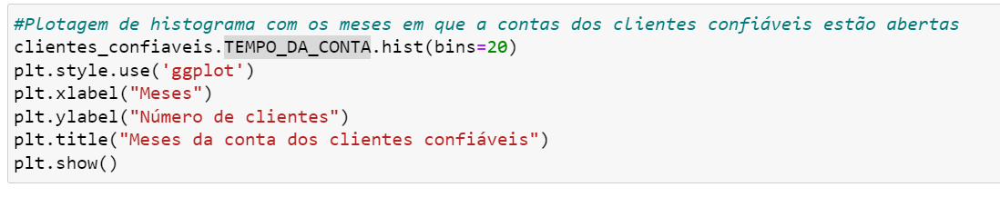 #Plotagem de histograma com os meses em que a contas dos clientes confiáveis estão abertas
clientes_confiaveis.TEMPO_DA_CONTA.hist(bins=20)
plt.style.use('ggplot')
plt.xlabel("Meses")
plt.ylabel("Número de clientes")
plt.title("Meses da conta dos clientes confiáveis")
plt.show()